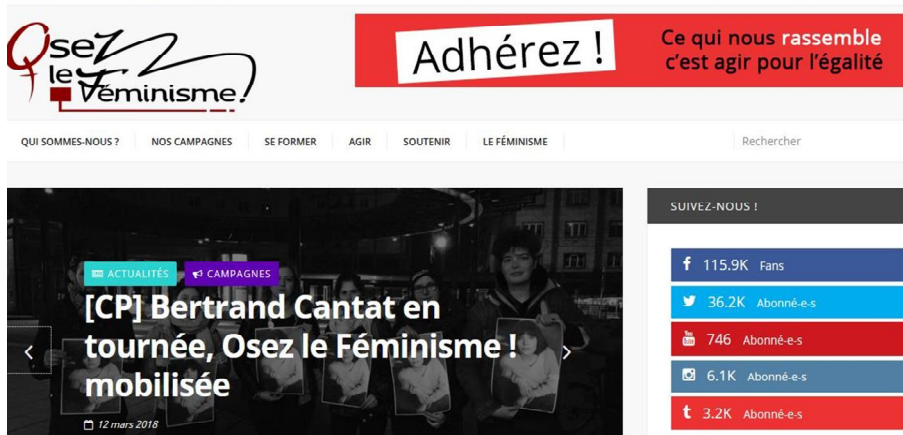 Osez
le
Féminisme!
Adhérez !
Ce qui nous rassemble
c'est agir pour l'égalité
QUI SOMMES-NOUS ? NOS CAMPAGNES SE FORMER AGIR SOUTENIR LE FÉMINISME Rechercher
ACTUALITÉS CAMPAGNES
[CP] Bertrand Cantat en
tournée, Osez le Féminisme !
mobilisée
12 mars 2018
SUIVEZ-NOUS !
f 115.9K Fans
36.2K Abonné-e-s
You Tube 746 Abonné-e-s
6.1K Abonné-e-s
t 3.2K Abonné-e-s